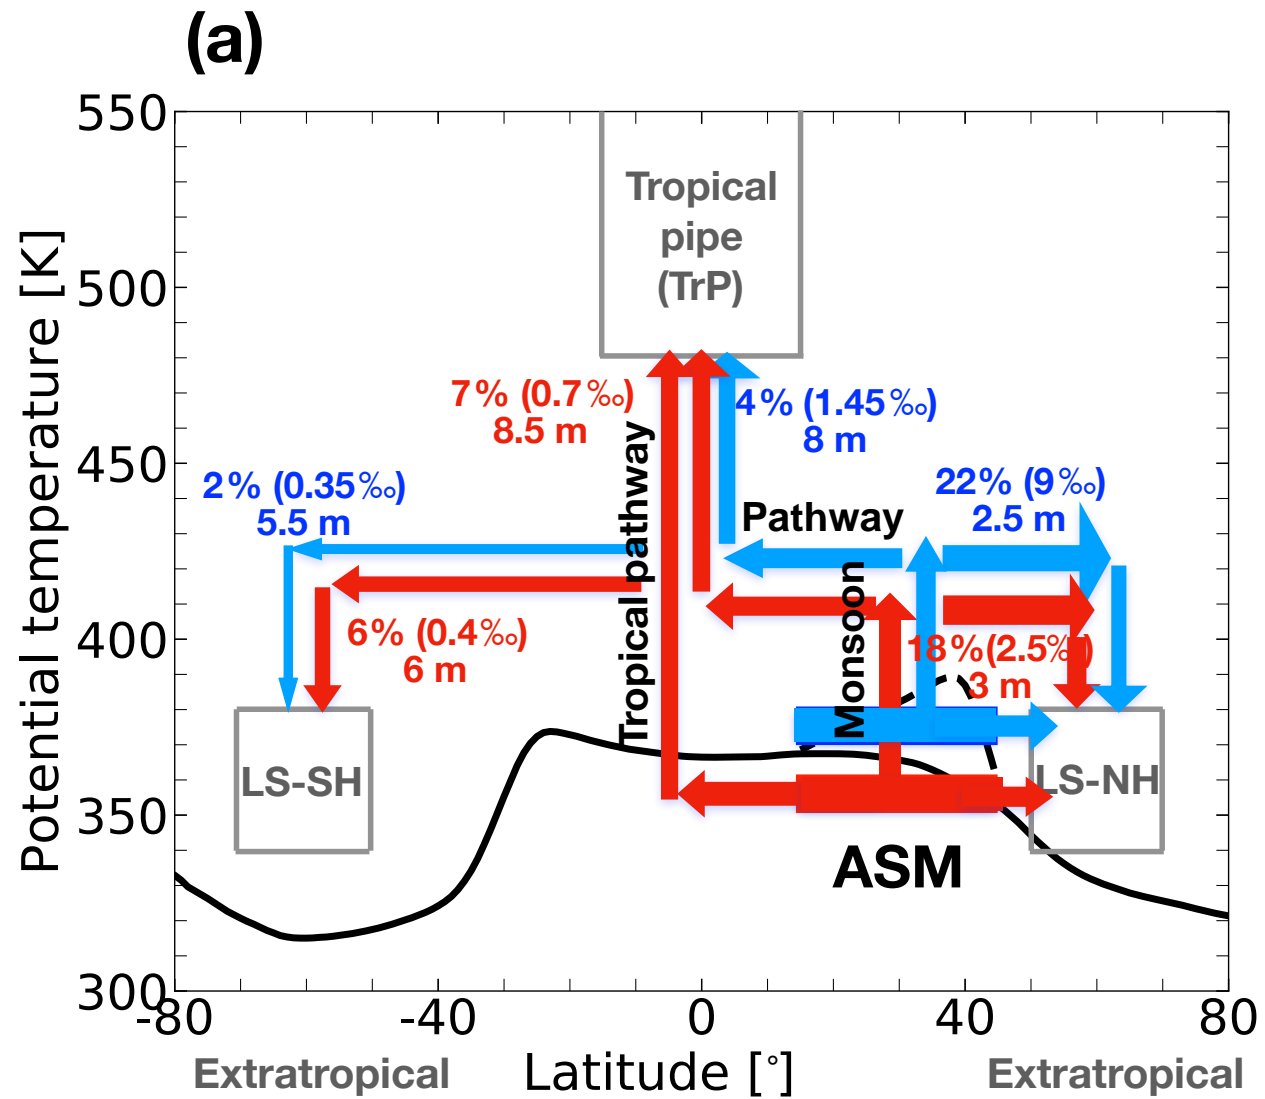 (a)
550
500
450
400
350
300
Potential temperature [K]
Tropical
pipe
(TrP)
7% (0.7‰)
8.5 m
4% (1.45‰)
8 m
2% (0.35‰)
5.5 m
22% (9‰)
2.5 m
Pathway
Monsoon
Tropical pathway
6% (0.4‰)
6 m
18%(2.5‰)
3 m
LS-SH
LS-NH
ASM
-80
-40
0
40
80
Extratropical
Latitude [°]
Extratropical